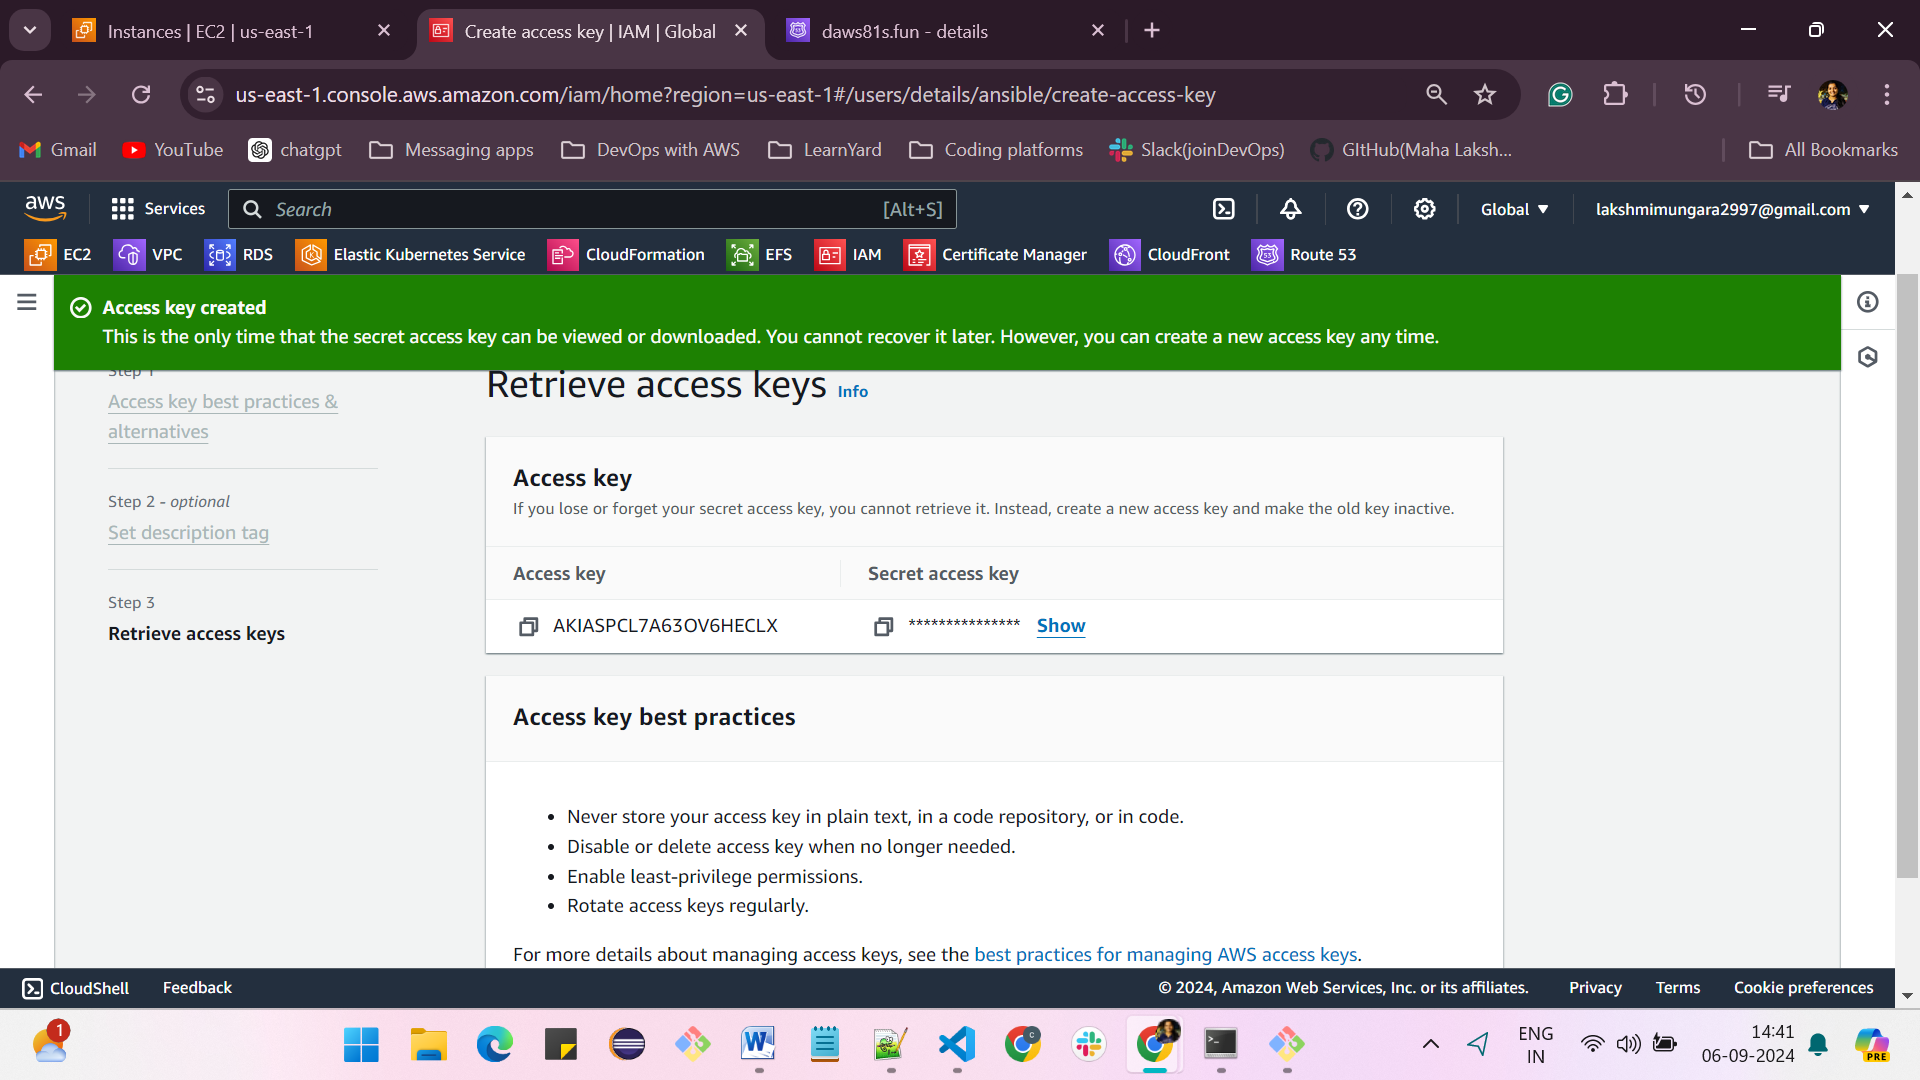 Instances | EC2 | us-east-1
Create access key | IAM | Global
daws81s.fun - details
us-east-1.console.aws.amazon.com/iam/home?region=us-east-1#/users/details/ansible/create-access-key
Gmail
YouTube
chatgpt
Messaging apps
DevOps with AWS
LearnYard
Coding platforms
Slack(joinDevOps)
GItHub(Maha Laksh...
All Bookmarks
aws
Services
Search
[Alt+S]
Global
lakshmimungara2997@gmail.com
EC2
VPC
RDS
Elastic Kubernetes Service
CloudFormation
EFS
IAM
Certificate Manager
CloudFront
Route 53
Access key created
This is the only time that the secret access key can be viewed or downloaded. You cannot recover it later. However, you can create a new access key any time.
Step 1
Access key best practices &
alternatives
Step 2 - optional
Set description tag
Step 3
Retrieve access keys
Retrieve access keys Info
Access key
If you lose or forget your secret access key, you cannot retrieve it. Instead, create a new access key and make the old key inactive.
Access key
Secret access key
AKIASPCL7A63OV6HECLX
*************** Show
Access key best practices
• Never store your access key in plain text, in a code repository, or in code.
• Disable or delete access key when no longer needed.
• Enable least-privilege permissions.
• Rotate access keys regularly.
For more details about managing access keys, see the best practices for managing AWS access keys.
CloudShell
Feedback
© 2024, Amazon Web Services, Inc. or its affiliates.
Privacy
Terms
Cookie preferences
1
ENG
IN
14:41
06-09-2024
PRE